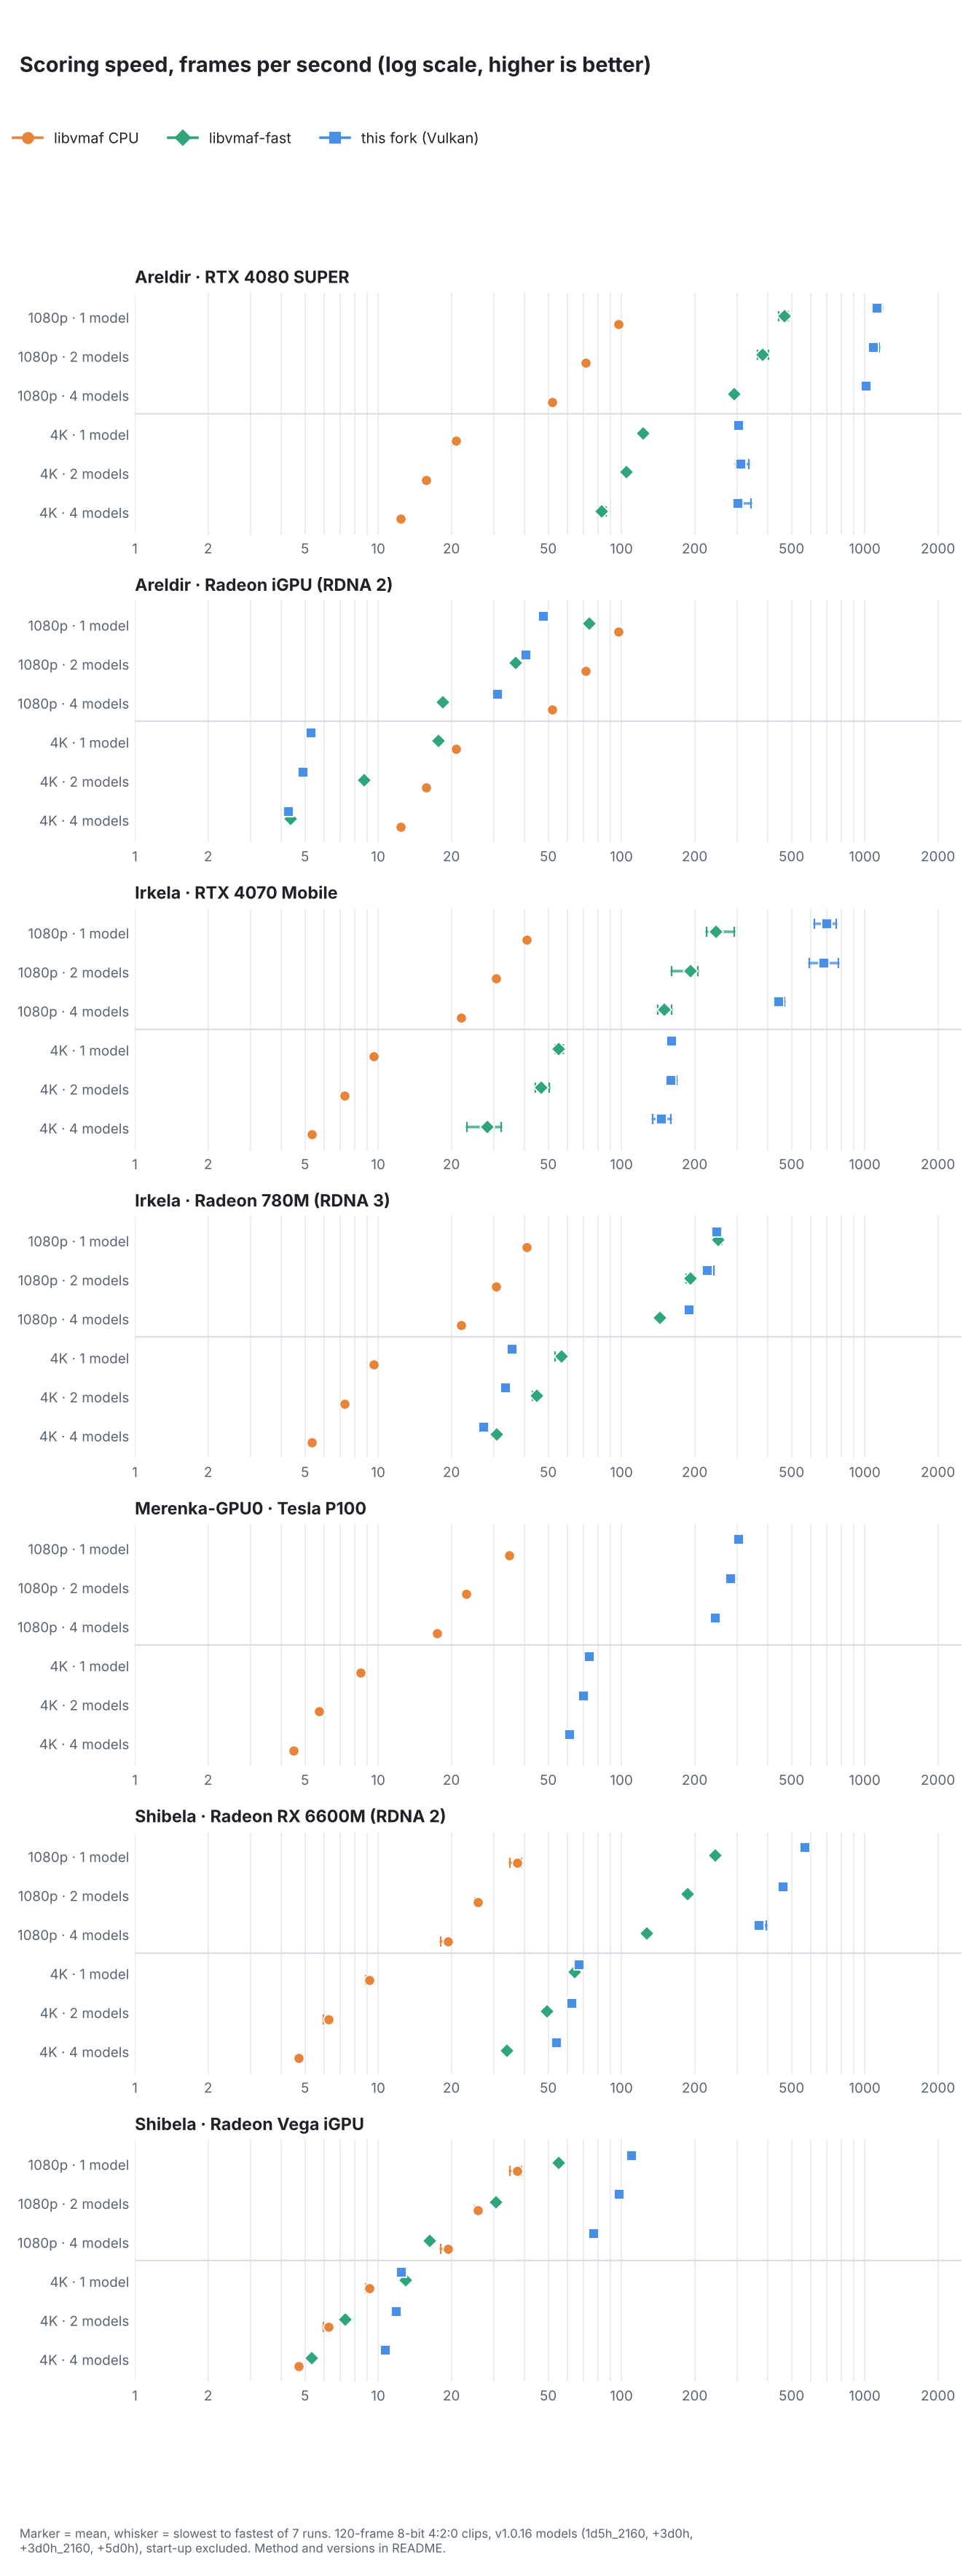 Scoring speed, frames per second (log scale, higher is better)
libvmaf CPU
libvmaf-fast
this fork (Vulkan)
Areldir · RTX 4080 SUPER
1080p · 1 model
1080p · 2 models
1080p · 4 models
4K · 1 model
4K · 2 models
4K · 4 models
1 2 5 10 20 50 100 200 500 1000 2000
Areldir · Radeon iGPU (RDNA 2)
1080p · 1 model
1080p · 2 models
1080p · 4 models
4K · 1 model
4K · 2 models
4K · 4 models
1 2 5 10 20 50 100 200 500 1000 2000
Irkela · RTX 4070 Mobile
1080p · 1 model
1080p · 2 models
1080p · 4 models
4K · 1 model
4K · 2 models
4K · 4 models
1 2 5 10 20 50 100 200 500 1000 2000
Irkela · Radeon 780M (RDNA 3)
1080p · 1 model
1080p · 2 models
1080p · 4 models
4K · 1 model
4K · 2 models
4K · 4 models
1 2 5 10 20 50 100 200 500 1000 2000
Merenka-GPU0 · Tesla P100
1080p · 1 model
1080p · 2 models
1080p · 4 models
4K · 1 model
4K · 2 models
4K · 4 models
1 2 5 10 20 50 100 200 500 1000 2000
Shibela · Radeon RX 6600M (RDNA 2)
1080p · 1 model
1080p · 2 models
1080p · 4 models
4K · 1 model
4K · 2 models
4K · 4 models
1 2 5 10 20 50 100 200 500 1000 2000
Shibela · Radeon Vega iGPU
1080p · 1 model
1080p · 2 models
1080p · 4 models
4K · 1 model
4K · 2 models
4K · 4 models
1 2 5 10 20 50 100 200 500 1000 2000
Marker = mean, whisker = slowest to fastest of 7 runs. 120-frame 8-bit 4:2:0 clips, v1.0.16 models (1d5h_2160, +3d0h,
+3d0h_2160, +5d0h), start-up excluded. Method and versions in README.